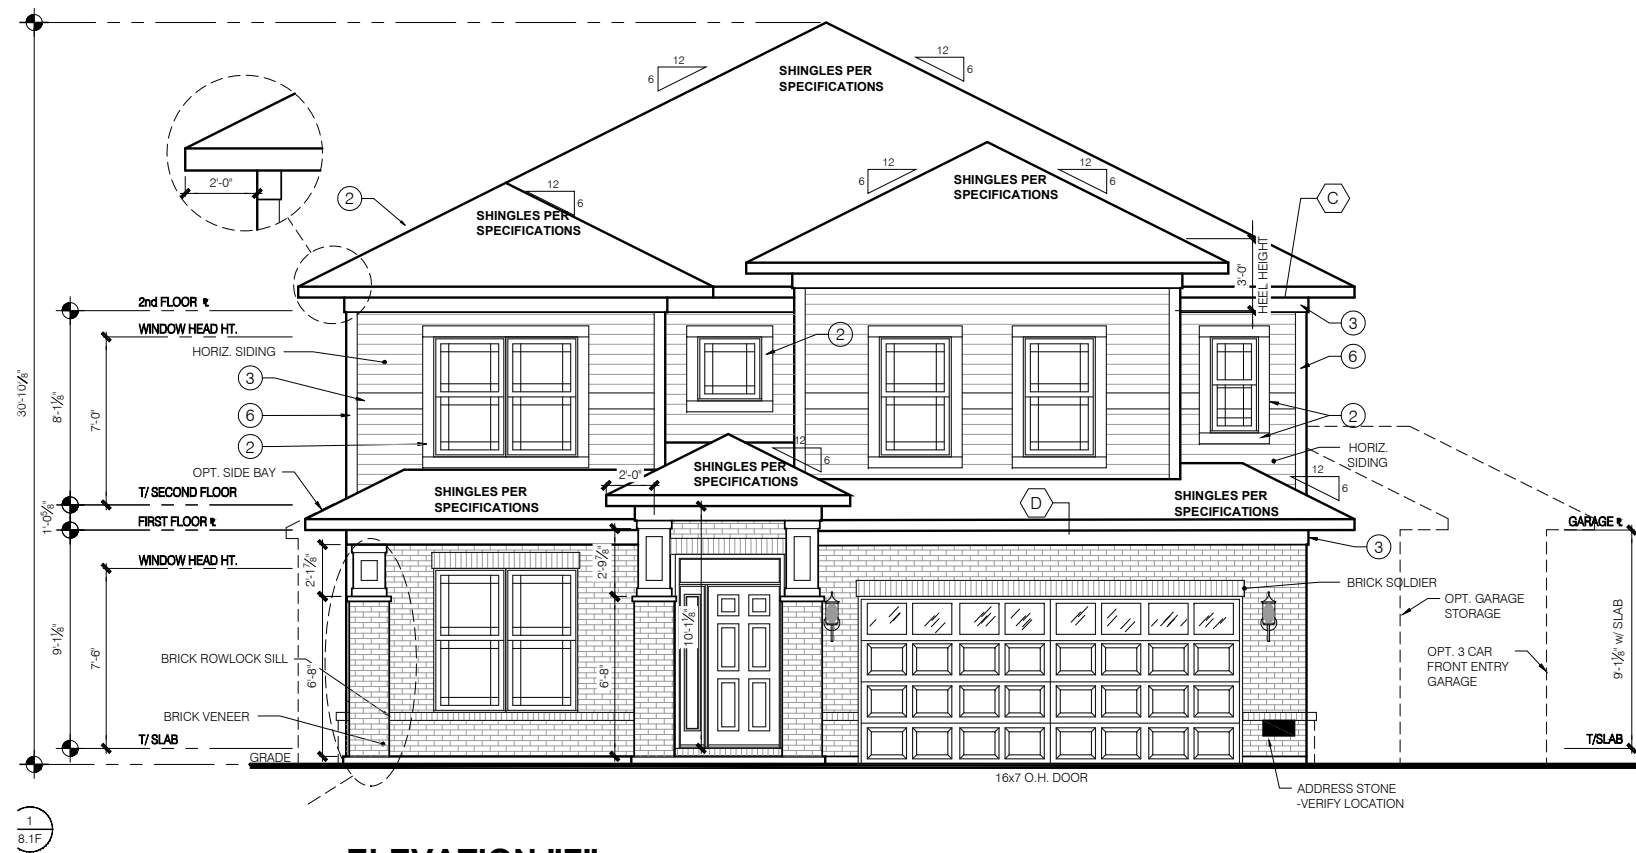 12
6
12
6
SHINGLES PER
SPECIFICATIONS
2'-0"
2
12
6
SHINGLES PER
SPECIFICATIONS
12
6
12
6
SHINGLES PER
SPECIFICATIONS
C
3'-0"
HEEL HEIGHT
2nd FLOOR
WINDOW HEAD HT.
HORIZ. SIDING
3
6
2
2
3
6
2
HORIZ.
SIDING
30'-10⅛"
8'-1⅛"
7'-0"
OPT. SIDE BAY
T/ SECOND FLOOR
1'-0⅝"
FIRST FLOOR
WINDOW HEAD HT.
2'-0"
12
6
SHINGLES PER
SPECIFICATIONS
SHINGLES PER
SPECIFICATIONS
D
SHINGLES PER
SPECIFICATIONS
12
6
GARAGE
3
2'-1⅞"
2'-9⅞"
10'-1⅛"
BRICK SOLDIER
OPT. GARAGE
STORAGE
OPT. 3 CAR
FRONT ENTRY
GARAGE
9'-1⅛" w/ SLAB
9'-1⅛"
7'-6"
6'-8"
6'-8"
BRICK ROWLOCK SILL
BRICK VENEER
T/ SLAB
T/SLAB
GRADE
16x7 O.H. DOOR
ADDRESS STONE
-VERIFY LOCATION
1
8.1F